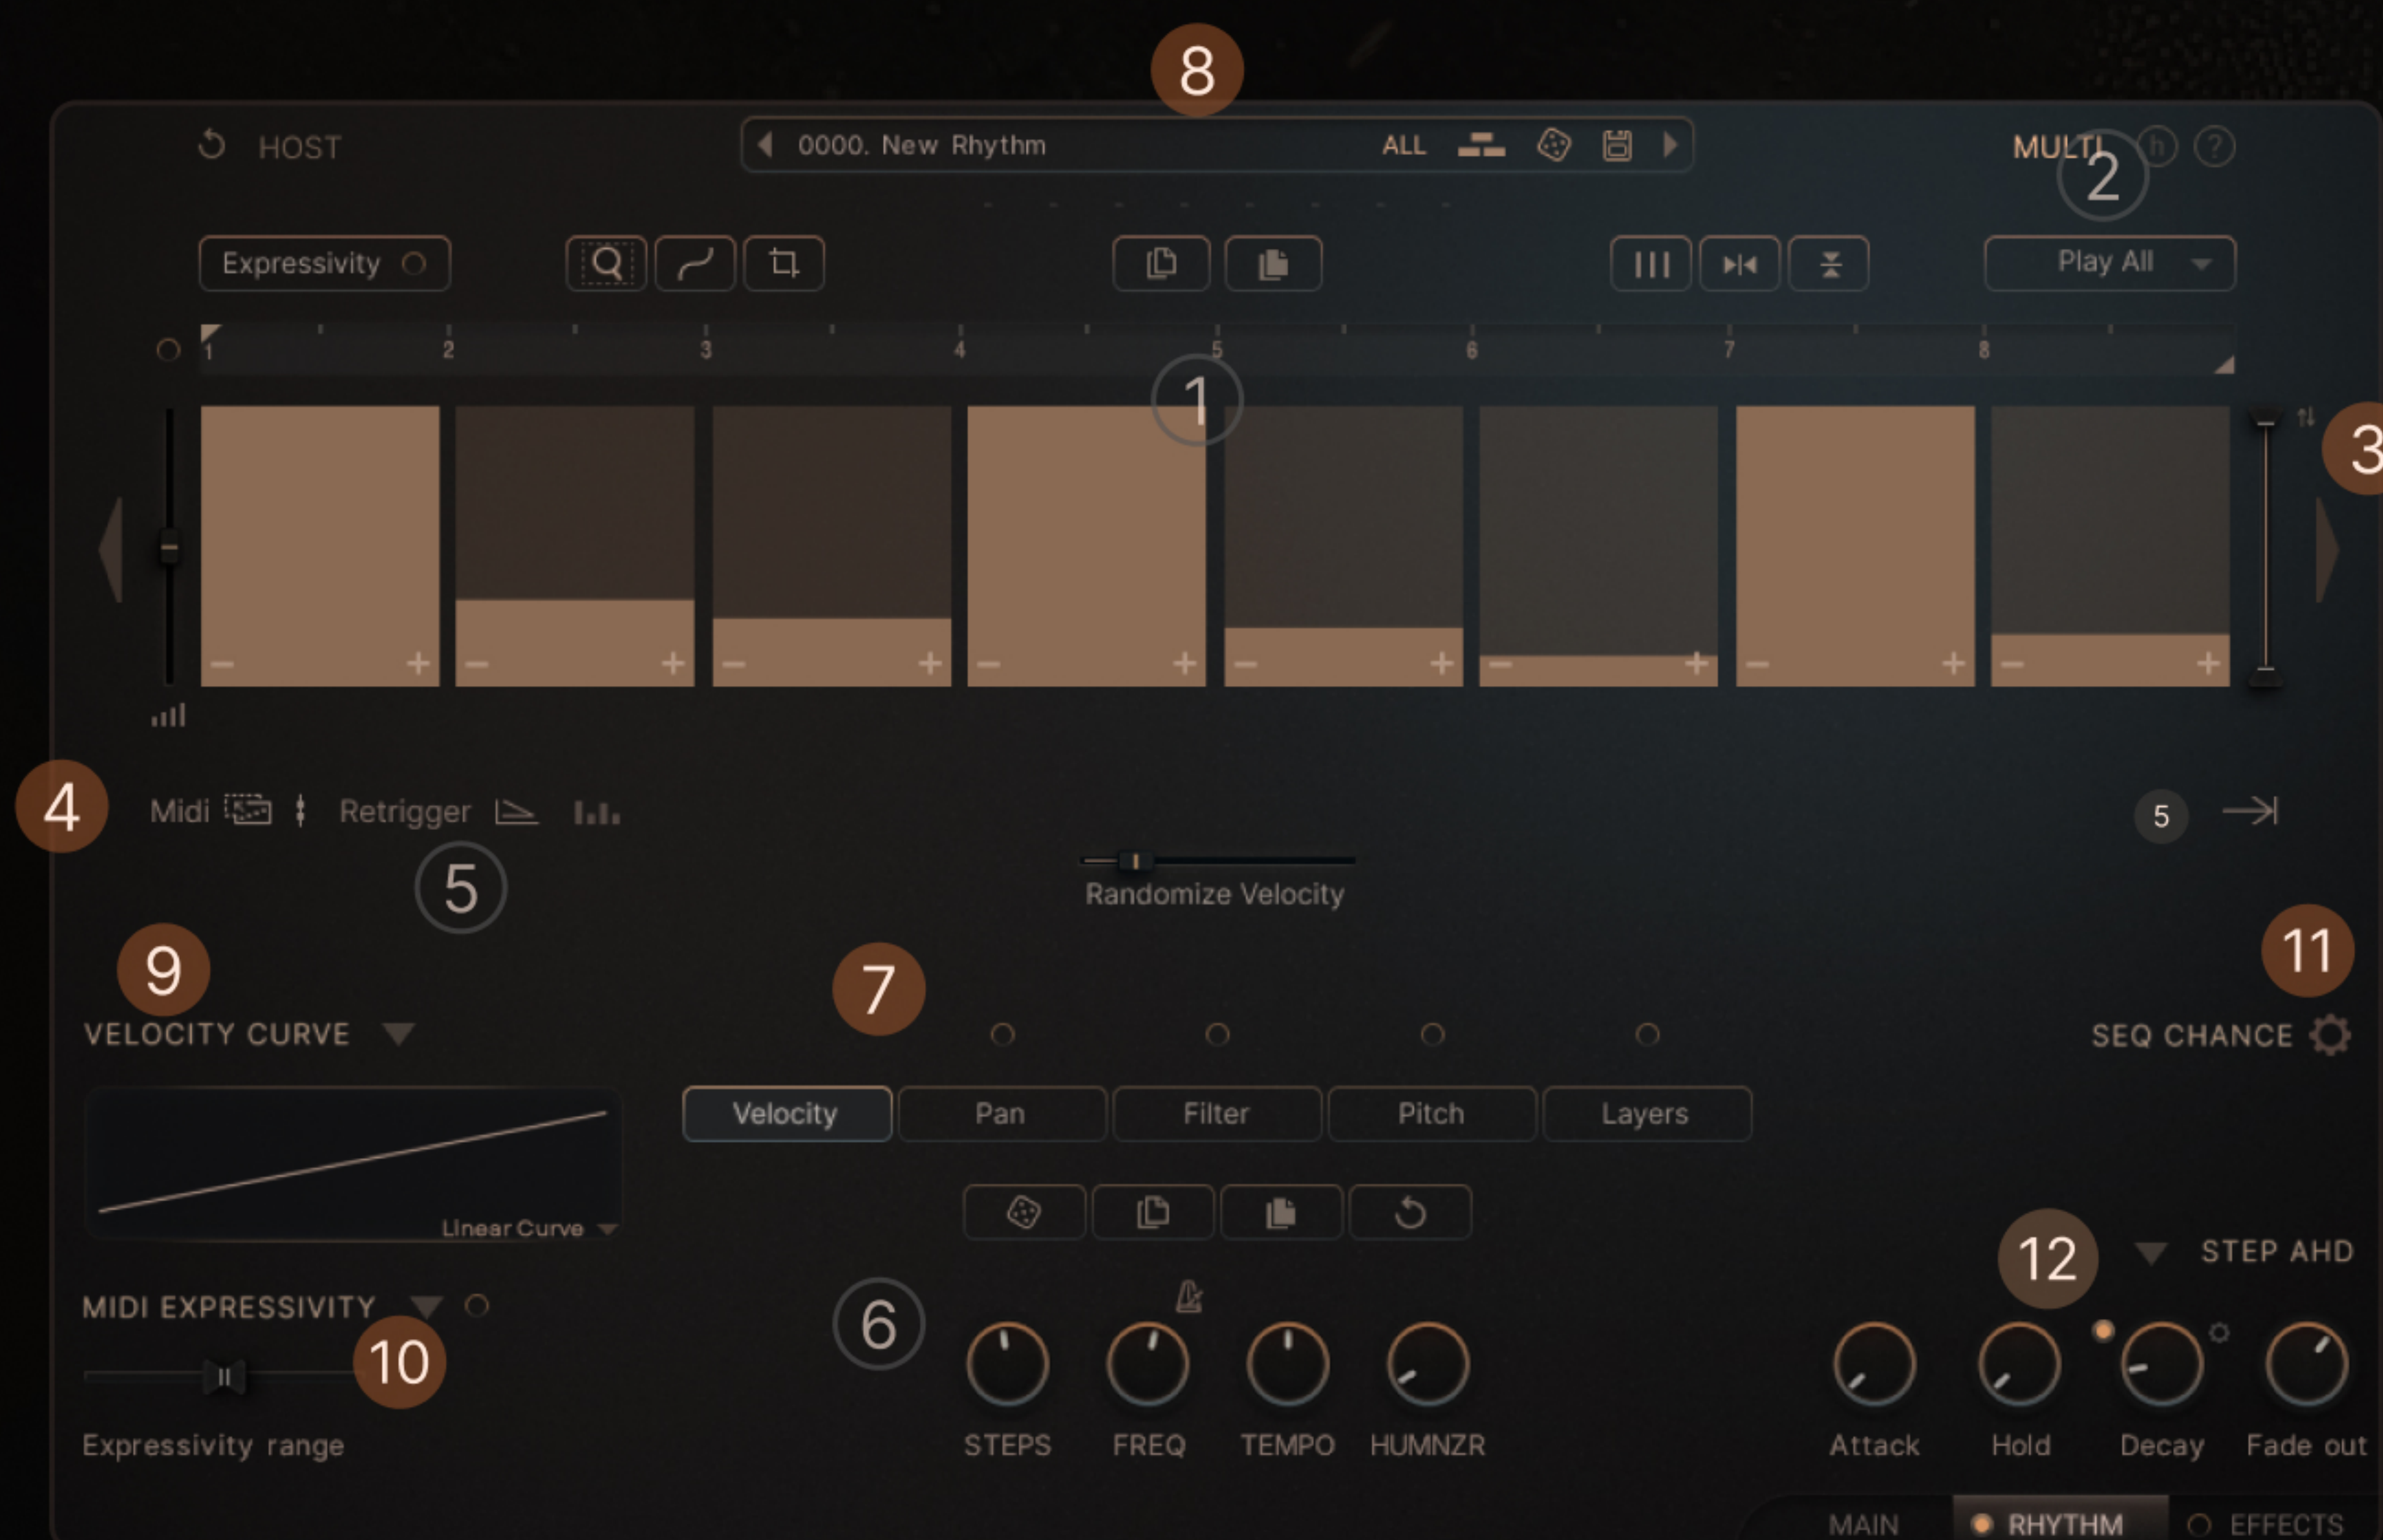 8
HOST
0000. New Rhythm
ALL
MULTI
h
?
2
Expressivity
Play All
1 2 3 4 5 6 7 8
1
3
− + − + − + − + − + − + − + − +
4
Midi
Retrigger
5
5
Randomize Velocity
9
7
11
VELOCITY CURVE
SEQ CHANCE
Velocity
Pan
Filter
Pitch
Layers
LInear Curve
12
STEP AHD
MIDI EXPRESSIVITY
10
6
Expressivity range
STEPS
FREQ
TEMPO
HUMNZR
Attack
Hold
Decay
Fade out
MAIN
RHYTHM
EFFECTS